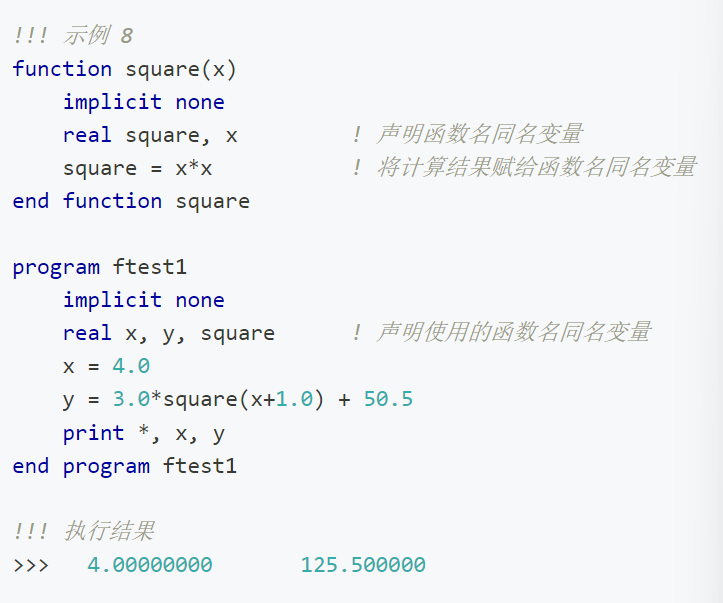 !!! 示例 8
function square(x)
    implicit none
    real square, x         ! 声明函数名同名变量
    square = x*x           ! 将计算结果赋给函数名同名变量
end function square

program ftest1
    implicit none
    real x, y, square      ! 声明使用的函数名同名变量
    x = 4.0
    y = 3.0*square(x+1.0) + 50.5
    print *, x, y
end program ftest1

!!! 执行结果
>>>   4.00000000       125.500000